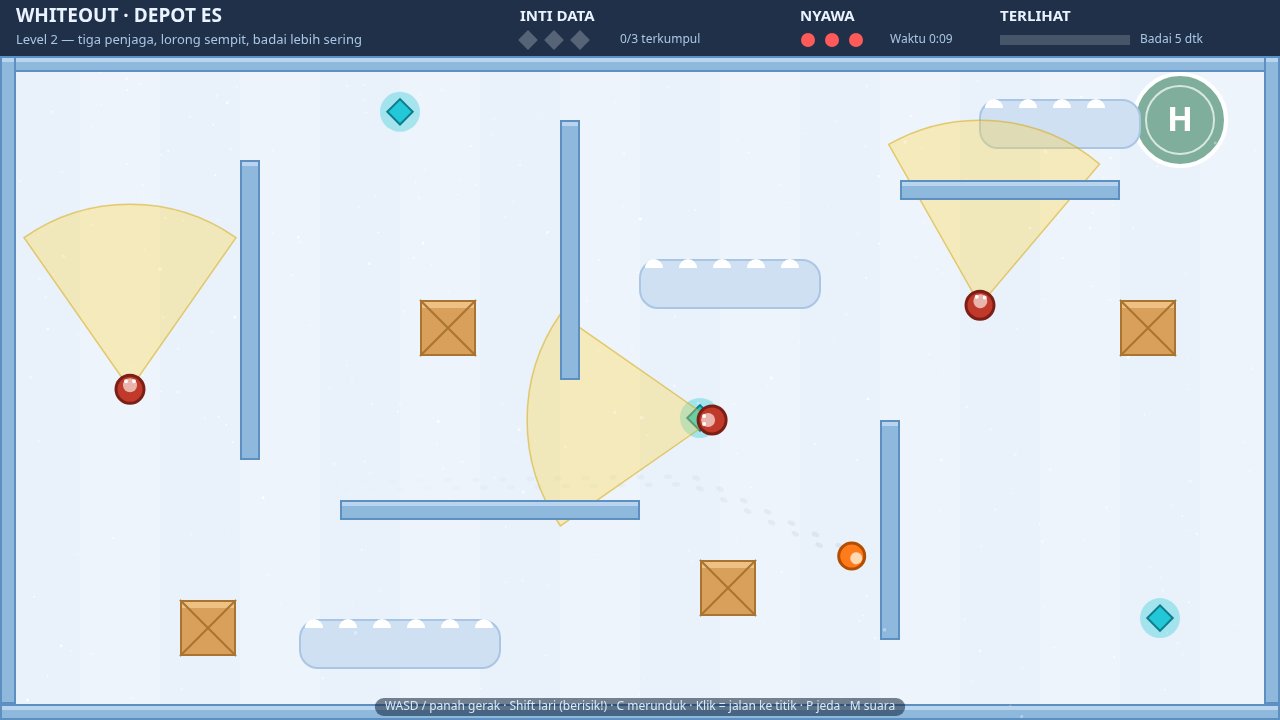 WHITEOUT · DEPOT ES
Level 2 — tiga penjaga, lorong sempit, badai lebih sering
INTI DATA
0/3 terkumpul
NYAWA
Waktu 0:09
TERLIHAT
Badai 5 dtk
H
WASD / panah gerak · Shift lari (berisik!) · C merunduk · Klik = jalan ke titik · P jeda · M suara